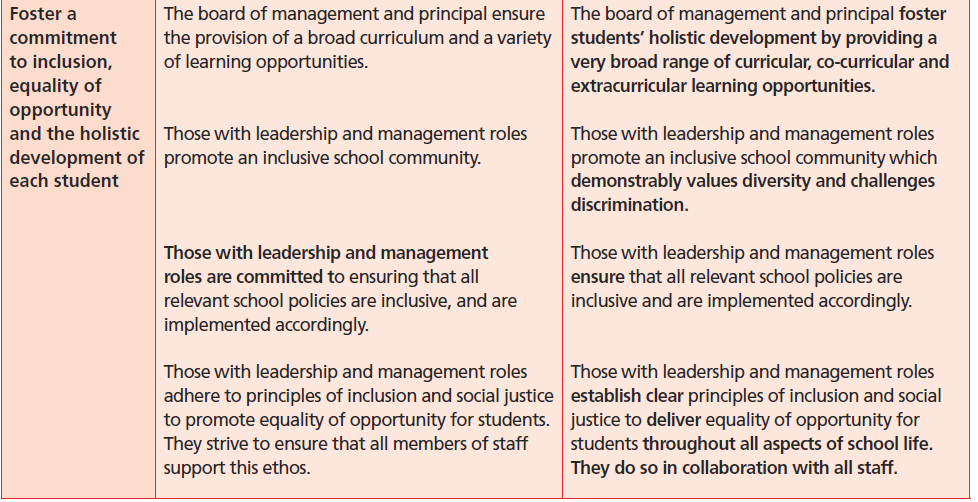 Foster a
commitment
to inclusion,
equality of
opportunity
and the holistic
development of
each student
The board of management and principal ensure
the provision of a broad curriculum and a variety
of learning opportunities.
The board of management and principal foster
students’ holistic development by providing a
very broad range of curricular, co-curricular and
extracurricular learning opportunities.
Those with leadership and management roles
promote an inclusive school community.
Those with leadership and management roles
promote an inclusive school community which
demonstrably values diversity and challenges
discrimination.
Those with leadership and management
roles are committed to ensuring that all
relevant school policies are inclusive, and are
implemented accordingly.
Those with leadership and management roles
ensure that all relevant school policies are
inclusive and are implemented accordingly.
Those with leadership and management roles
adhere to principles of inclusion and social justice
to promote equality of opportunity for students.
They strive to ensure that all members of staff
support this ethos.
Those with leadership and management roles
establish clear principles of inclusion and social
justice to deliver equality of opportunity for
students throughout all aspects of school life.
They do so in collaboration with all staff.